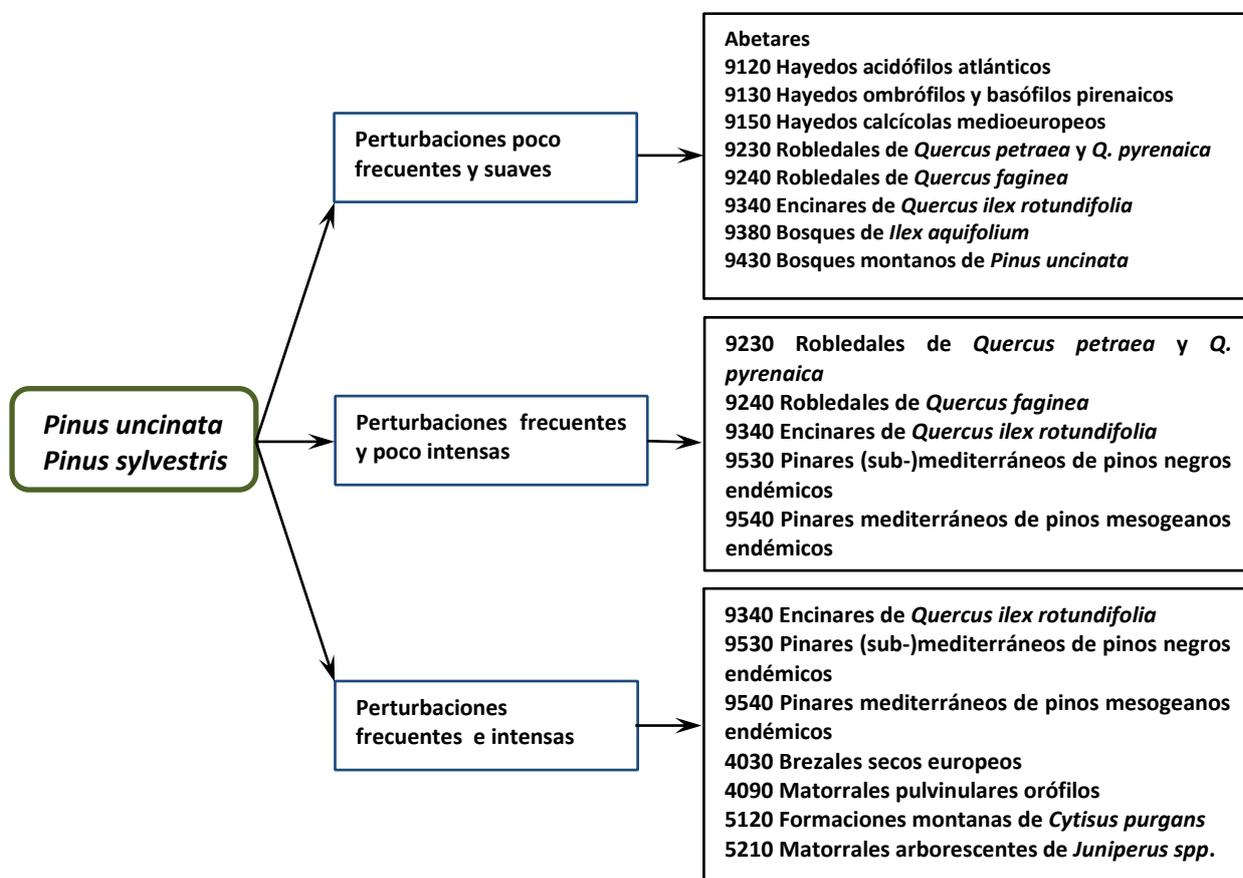 Pinus uncinata
Pinus sylvestris
Perturbaciones poco
frecuentes y suaves
Abetares
9120 Hayedos acidófilos atlánticos
9130 Hayedos ombrófilos y basófilos pirenaicos
9150 Hayedos calcícolas medioeuropeos
9230 Robledales de Quercus petraea y Q. pyrenaica
9240 Robledales de Quercus faginea
9340 Encinares de Quercus ilex rotundifolia
9380 Bosques de Ilex aquifolium
9430 Bosques montanos de Pinus uncinata
Perturbaciones frecuentes
y poco intensas
9230 Robledales de Quercus petraea y Q.
pyrenaica
9240 Robledales de Quercus faginea
9340 Encinares de Quercus ilex rotundifolia
9530 Pinares (sub-)mediterráneos de pinos negros
endémicos
9540 Pinares mediterráneos de pinos mesogeanos
endémicos
Perturbaciones
frecuentes e intensas
9340 Encinares de Quercus ilex rotundifolia
9530 Pinares (sub-)mediterráneos de pinos negros
endémicos
9540 Pinares mediterráneos de pinos mesogeanos
endémicos
4030 Brezales secos europeos
4090 Matorrales pulvinulares orófilos
5120 Formaciones montanas de Cytisus purgans
5210 Matorrales arborescentes de Juniperus spp.